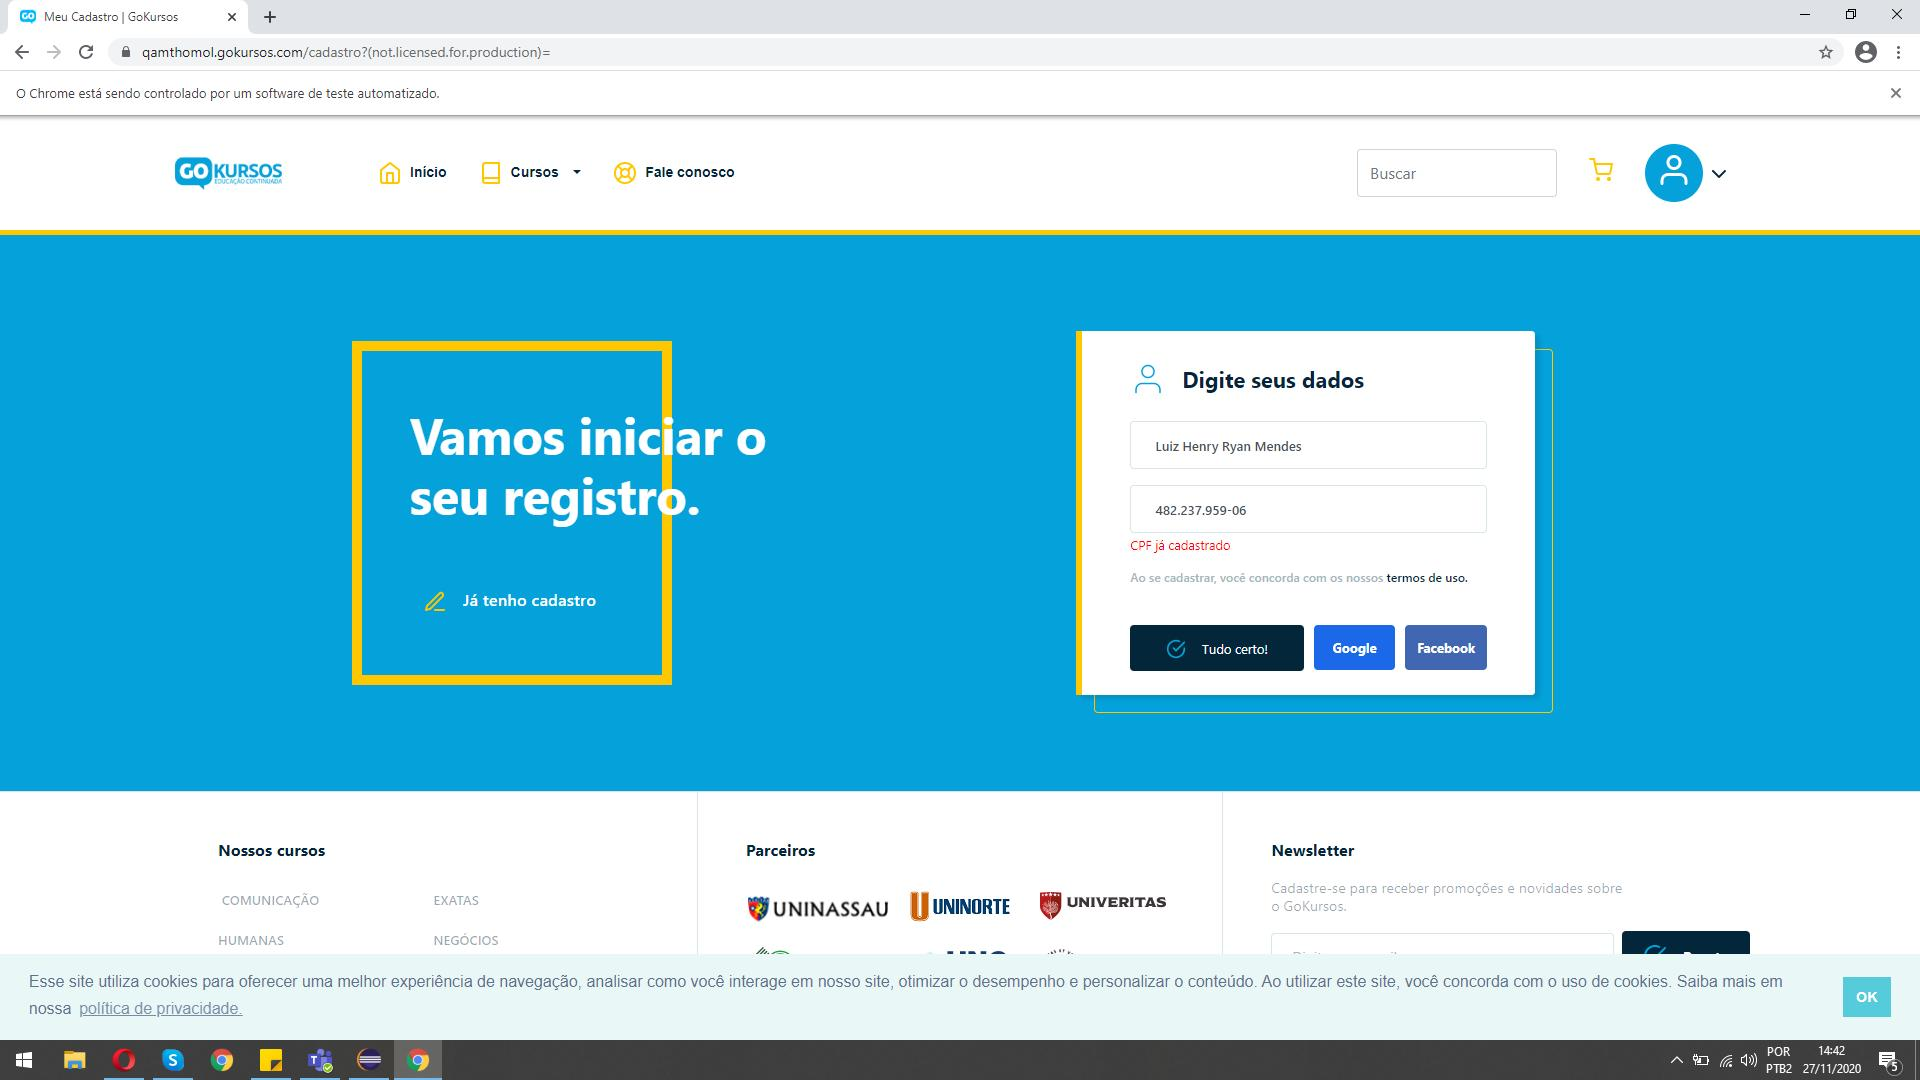 Meu Cadastro | GoKursos
qamthomol.gokursos.com/cadastro?(not.licensed.for.production)=
O Chrome está sendo controlado por um software de teste automatizado.
GO KURSOS
EDUCAÇÃO CONTINUADA
Início
Cursos
Fale conosco
Buscar
Vamos iniciar o
seu registro.
Já tenho cadastro
Digite seus dados
Luiz Henry Ryan Mendes
482.237.959-06
CPF já cadastrado
Ao se cadastrar, você concorda com os nossos termos de uso.
Tudo certo!
Google
Facebook
Nossos cursos
COMUNICAÇÃO
EXATAS
HUMANAS
NEGÓCIOS
Parceiros
UNINASSAU
UNINORTE
UNIVERITAS
Newsletter
Cadastre-se para receber promoções e novidades sobre
o GoKursos.
Esse site utiliza cookies para oferecer uma melhor experiência de navegação, analisar como você interage em nosso site, otimizar o desempenho e personalizar o conteúdo. Ao utilizar este site, você concorda com o uso de cookies. Saiba mais em
nossa política de privacidade.
OK
POR
PTB2
14:42
27/11/2020
5